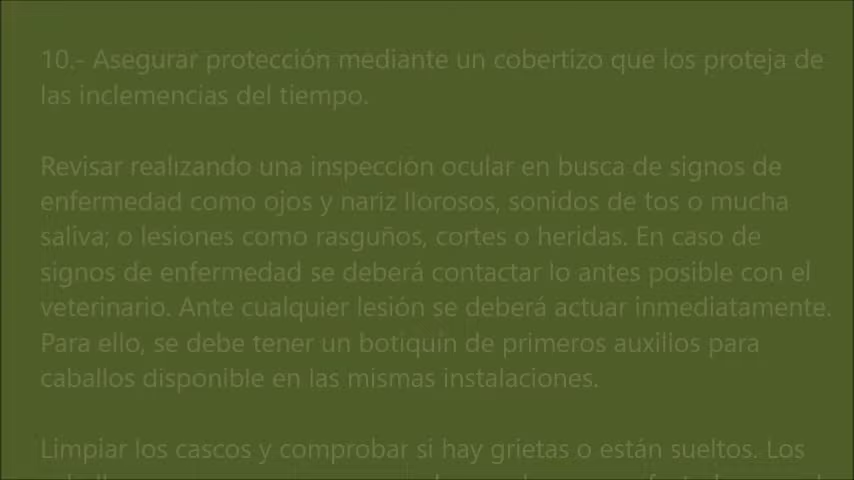 10.- Asegurar protección mediante un cobertizo que los proteja de
las inclemencias del tiempo.
Revisar realizando una inspección ocular en busca de signos de
enfermedad como ojos y nariz llorosos, sonidos de tos o mucha
saliva; o lesiones como rasguños, cortes o heridas. En caso de
signos de enfermedad se deberá contactar lo antes posible con el
veterinario. Ante cualquier lesión se deberá actuar inmediatamente.
Para ello, se debe tener un botiquín de primeros auxilios para
caballos disponible en las mismas instalaciones.
Limpiar los cascos y comprobar si hay grietas o están sueltos. Los